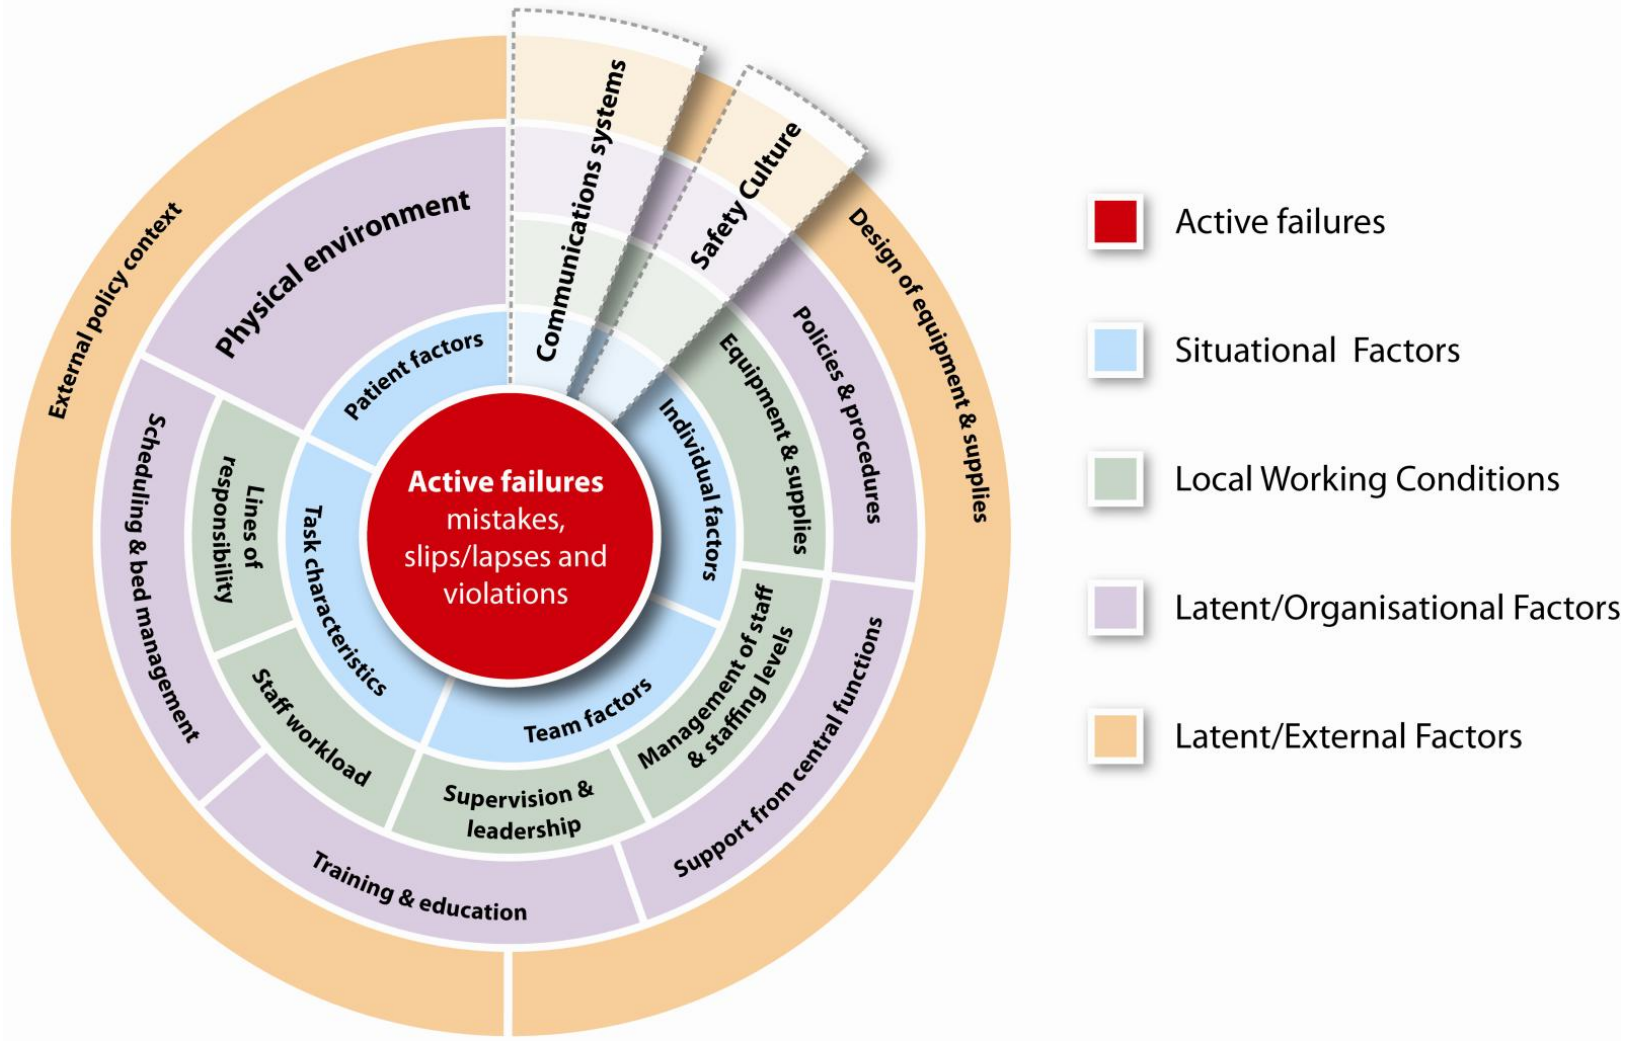 Communications systems
Safety Culture
External policy context
Design of equipment & supplies
Physical environment
Policies & procedures
Scheduling & bed management
Training & education
Support from central functions
Lines of
responsibility
Staff workload
Supervision &
leadership
Management of staff
& staffing levels
Equipment & supplies
Patient factors
Individual factors
Task characteristics
Team factors
Active failures
mistakes,
slips/lapses and
violations
Active failures
Situational Factors
Local Working Conditions
Latent/Organisational Factors
Latent/External Factors